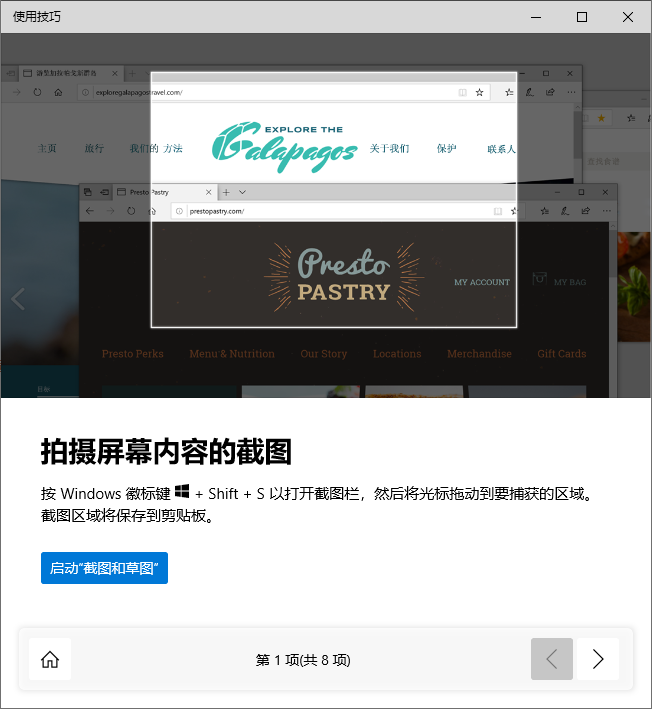 使用技巧
exploregalapagostravel.com/
主页
旅行
我们的 方法
EXPLORE THE
Galapagos
关于我们
保护
联系人
Presto Pastry
prestopastry.com/
Presto
PASTRY
MY ACCOUNT
MY BAG
Presto Perks
Menu & Nutrition
Our Story
Locations
Merchandise
Gift Cards
拍摄屏幕内容的截图
按 Windows 徽标键 + Shift + S 以打开截图栏，然后将光标拖动到要捕获的区域。
截图区域将保存到剪贴板。
启动“截图和草图”
第 1 项(共 8 项)